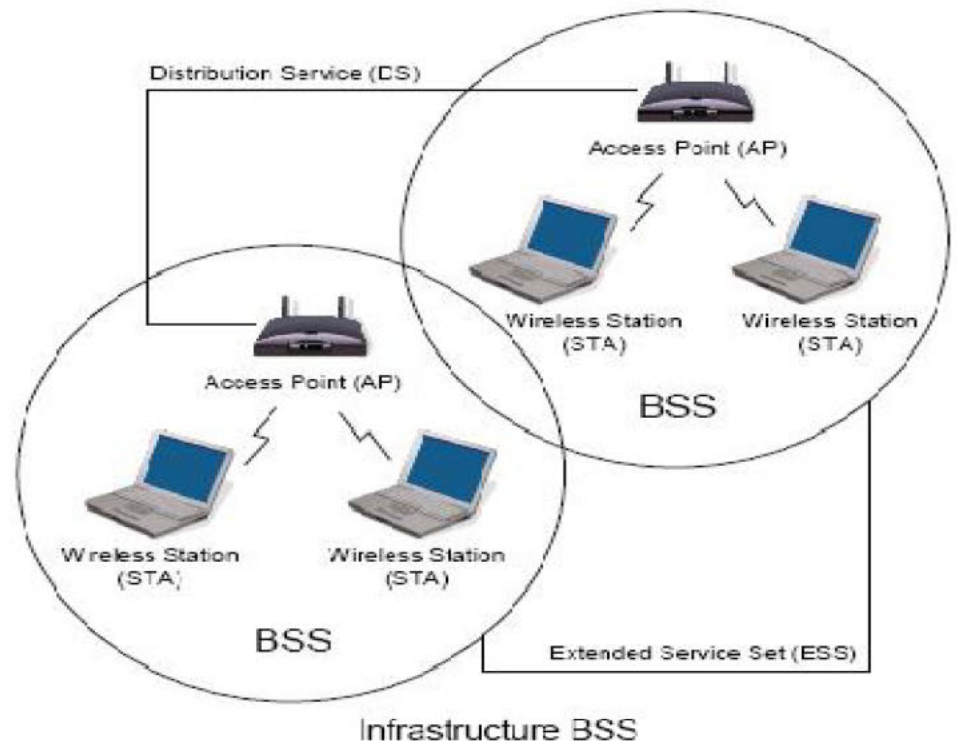 Distribution Service (DS)
Access Point (AP)
Wireless Station
(STA)
Wireless Station
(STA)
BSS
Access Point (AP)
Wireless Station
(STA)
Wireless Station
(STA)
BSS
Extended Service Set (ESS)
Infrastructure BSS